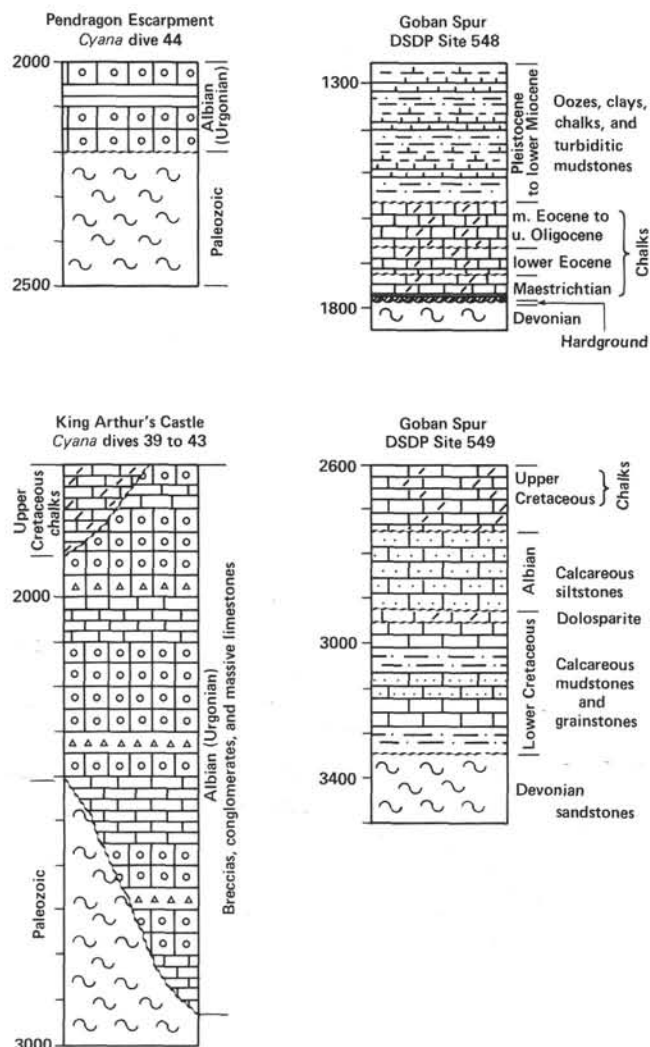 Pendragon Escarpment
Cyana dive 44
2000
Albian
(Urgonian)
Paleozoic
2500
Goban Spur
DSDP Site 548
1300
Pleistocene
to lower Miocene
Oozes, clays,
chalks, and
turbiditic
mudstones
m. Eocene to
u. Oligocene
lower Eocene
Maestrichtian
Chalks
1800
Devonian
Hardground
King Arthur's Castle
Cyana dives 39 to 43
Upper
Cretaceous
chalks
2000
Albian (Urgonian)
Breccias, conglomerates, and massive limestones
Paleozoic
3000
Goban Spur
DSDP Site 549
2600
Upper
Cretaceous
Chalks
Albian
Calcareous
siltstones
Dolosparite
3000
Lower Cretaceous
Calcareous
mudstones
and
grainstones
3400
Devonian
sandstones